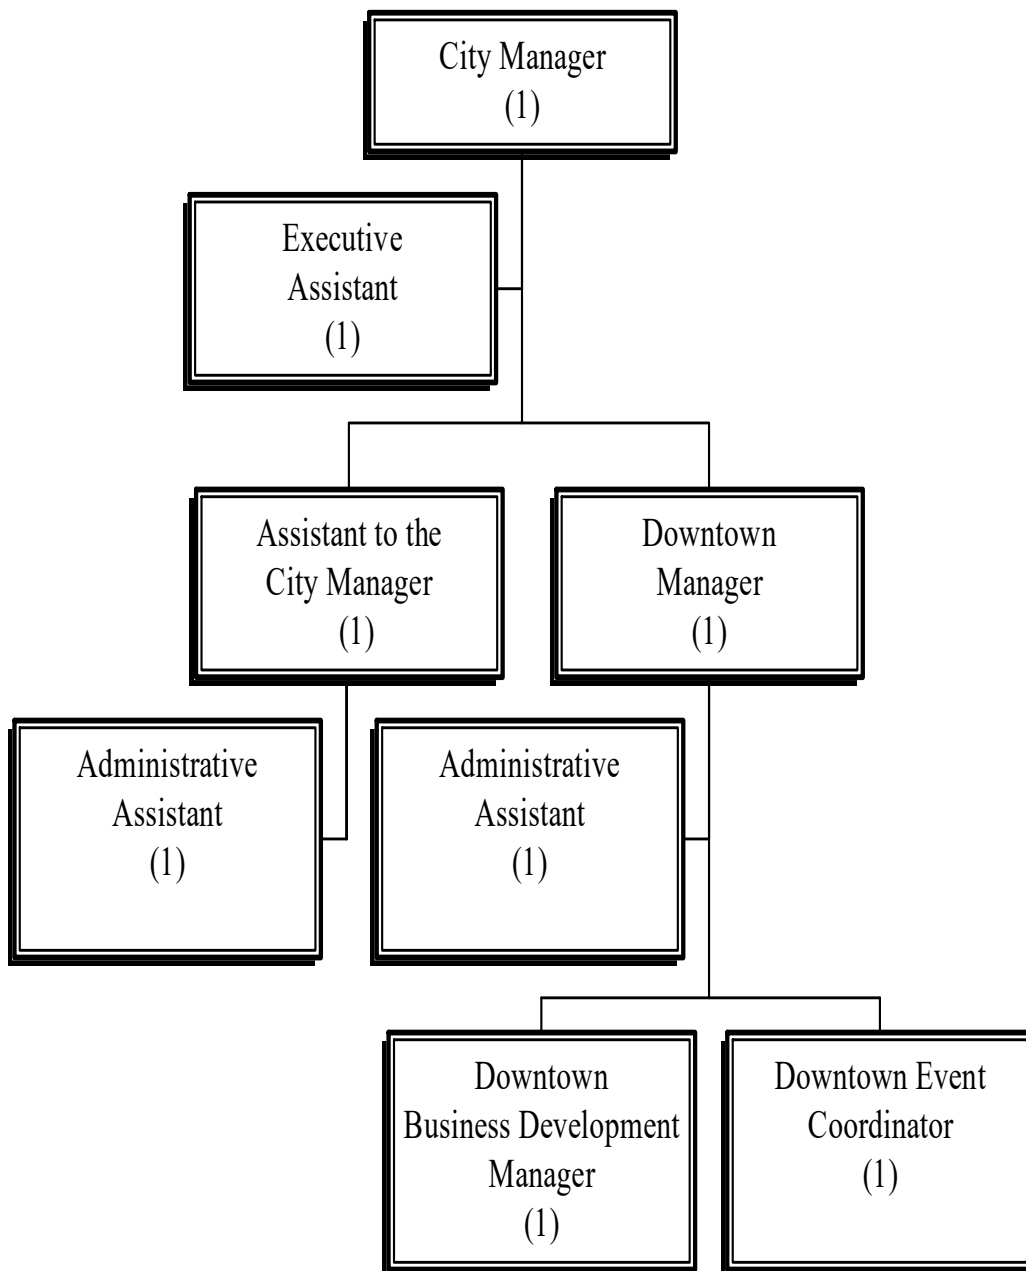 City Manager
(1)
Executive
Assistant
(1)
Assistant to the
City Manager
(1)
Downtown
Manager
(1)
Administrative
Assistant
(1)
Administrative
Assistant
(1)
Downtown
Business Development
Manager
(1)
Downtown Event
Coordinator
(1)